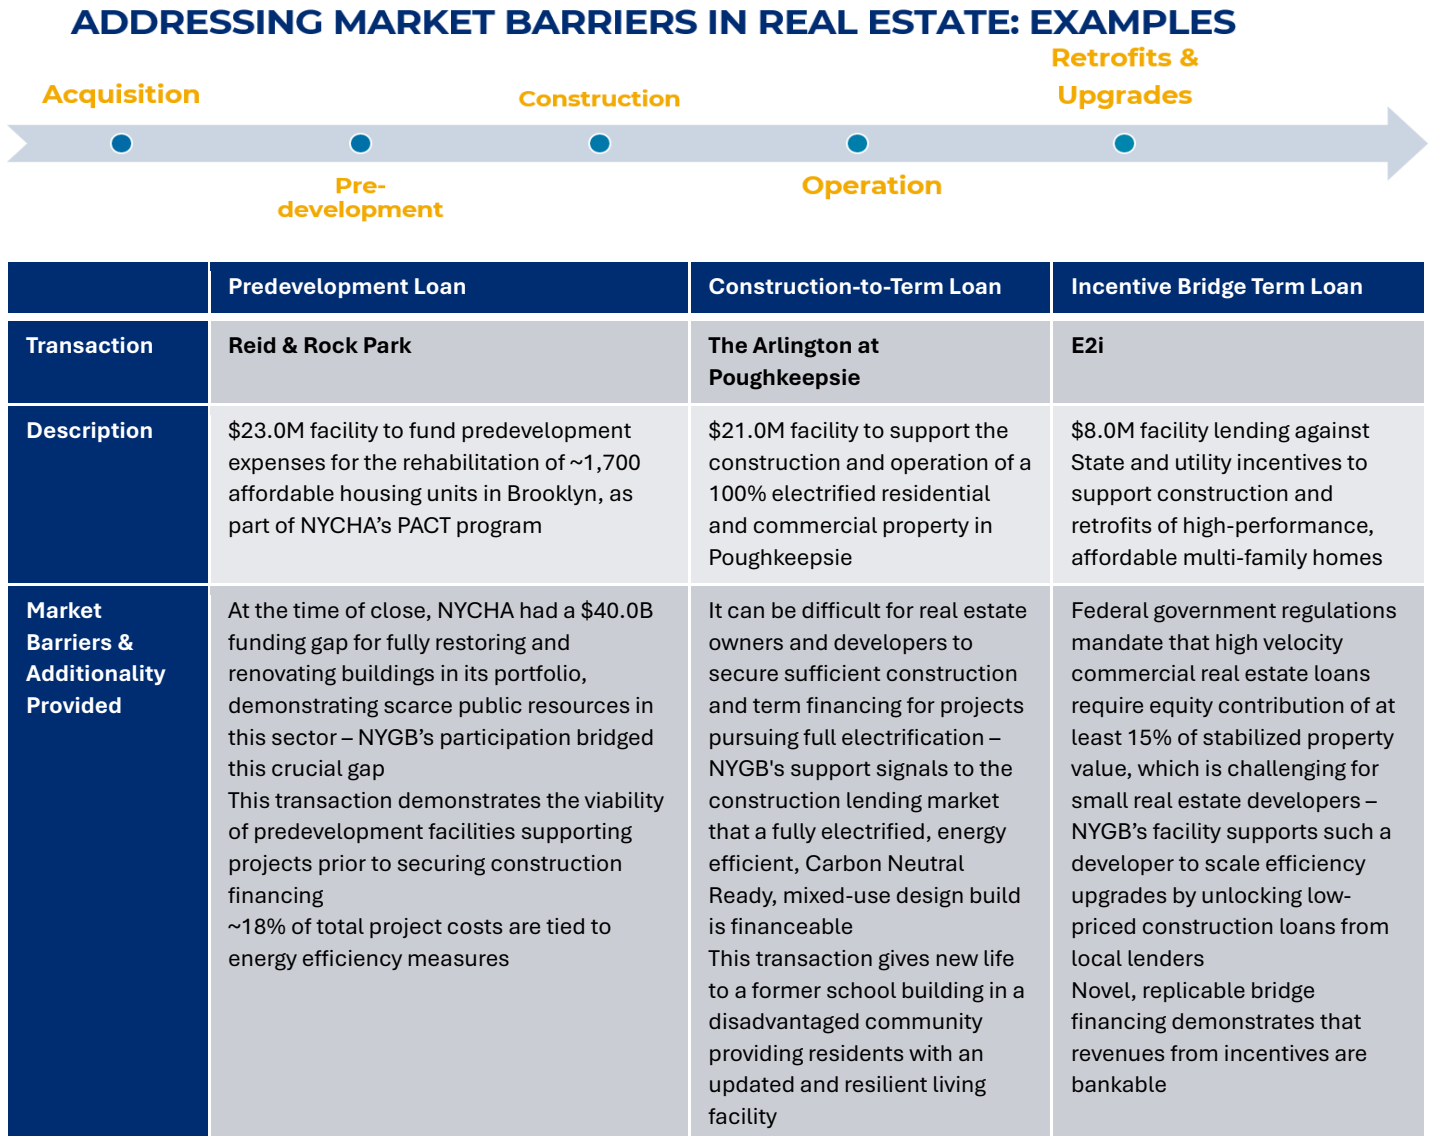 ADDRESSING MARKET BARRIERS IN REAL ESTATE: EXAMPLES
Acquisition
Pre-
development
Construction
Operation
Retrofits &
Upgrades
Predevelopment Loan
Construction-to-Term Loan
Incentive Bridge Term Loan
Transaction
Reid & Rock Park
The Arlington at
Poughkeepsie
E2i
Description
$23.0M facility to fund predevelopment
expenses for the rehabilitation of ~1,700
affordable housing units in Brooklyn, as
part of NYCHA’s PACT program
$21.0M facility to support the
construction and operation of a
100% electrified residential
and commercial property in
Poughkeepsie
$8.0M facility lending against
State and utility incentives to
support construction and
retrofits of high-performance,
affordable multi-family homes
Market
Barriers &
Additionality
Provided
At the time of close, NYCHA had a $40.0B
funding gap for fully restoring and
renovating buildings in its portfolio,
demonstrating scarce public resources in
this sector – NYGB’s participation bridged
this crucial gap
This transaction demonstrates the viability
of predevelopment facilities supporting
projects prior to securing construction
financing
~18% of total project costs are tied to
energy efficiency measures
It can be difficult for real estate
owners and developers to
secure sufficient construction
and term financing for projects
pursuing full electrification –
NYGB's support signals to the
construction lending market
that a fully electrified, energy
efficient, Carbon Neutral
Ready, mixed-use design build
is financeable
This transaction gives new life
to a former school building in a
disadvantaged community
providing residents with an
updated and resilient living
facility
Federal government regulations
mandate that high velocity
commercial real estate loans
require equity contribution of at
least 15% of stabilized property
value, which is challenging for
small real estate developers –
NYGB’s facility supports such a
developer to scale efficiency
upgrades by unlocking low-
priced construction loans from
local lenders
Novel, replicable bridge
financing demonstrates that
revenues from incentives are
bankable